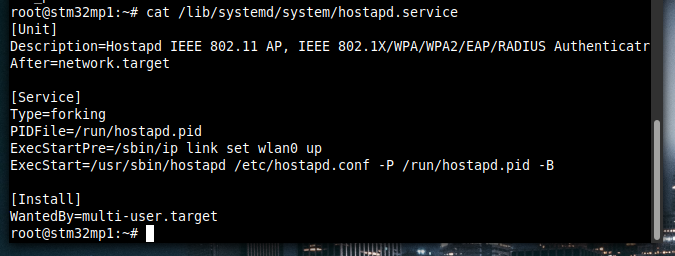 root@stm32mp1:~# cat /lib/systemd/system/hostapd.service
[Unit]
Description=Hostapd IEEE 802.11 AP, IEEE 802.1X/WPA/WPA2/EAP/RADIUS Authenticatr
After=network.target
[Service]
Type=forking
PIDFile=/run/hostapd.pid
ExecStartPre=/sbin/ip link set wlan0 up
ExecStart=/usr/sbin/hostapd /etc/hostapd.conf -P /run/hostapd.pid -B
[Install]
WantedBy=multi-user.target
root@stm32mp1:~#